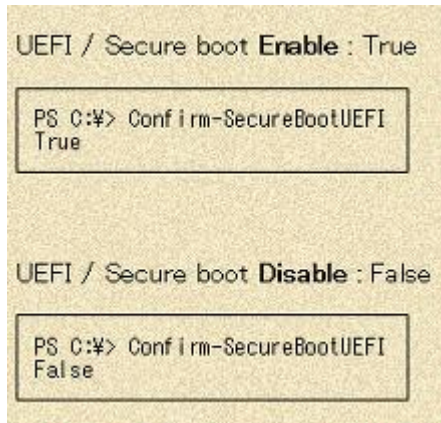 UEFI / Secure boot Enable : True
PS C:¥> Confirm-SecureBootUEFI
True
UEFI / Secure boot Disable : False
PS C:¥> Confirm-SecureBootUEFI
False